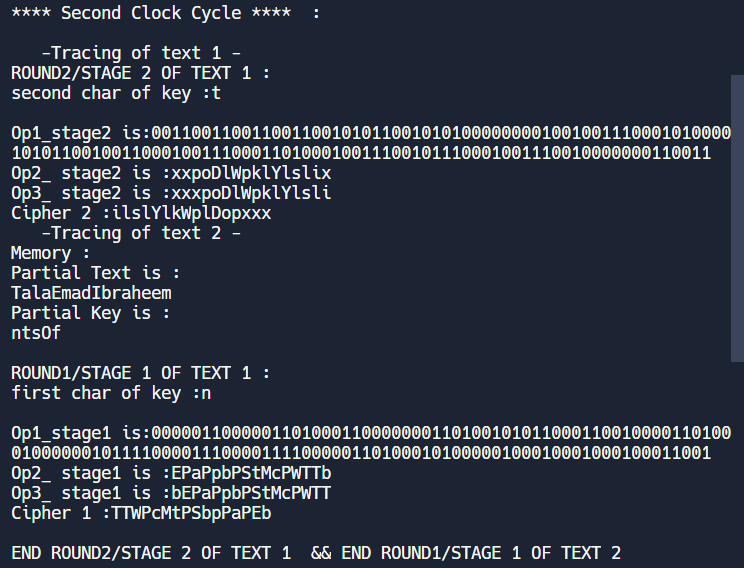 **** Second Clock Cycle ****  :
-Tracing of text 1 -
ROUND2/STAGE 2 OF TEXT 1 :
second char of key :t
Op1_stage2 is:0011001100110011001010110010101000000001001001110001010000
1010110010011000100111000110100010011100101110001001110010000000110011
Op2_ stage2 is :xxpoDlWpklYlslix
Op3_ stage2 is :xxxpoDlWpklYlsli
Cipher 2 :ilslYlkWplDopxxx
-Tracing of text 2 -
Memory :
Partial Text is :
TalaEmadIbraheem
Partial Key is :
ntsOf
ROUND1/STAGE 1 OF TEXT 1 :
first char of key :n
Op1_stage1 is:0000011000001101000110000000110100101011000110010000110100
0100000010111100001110000111100000110100010100000100010001000100011001
Op2_ stage1 is :EPaPpbPStMcPWTTb
Op3_ stage1 is :bEPaPpbPStMcPWTT
Cipher 1 :TTWPcMtPSbpPaPEb
END ROUND2/STAGE 2 OF TEXT 1  && END ROUND1/STAGE 1 OF TEXT 2